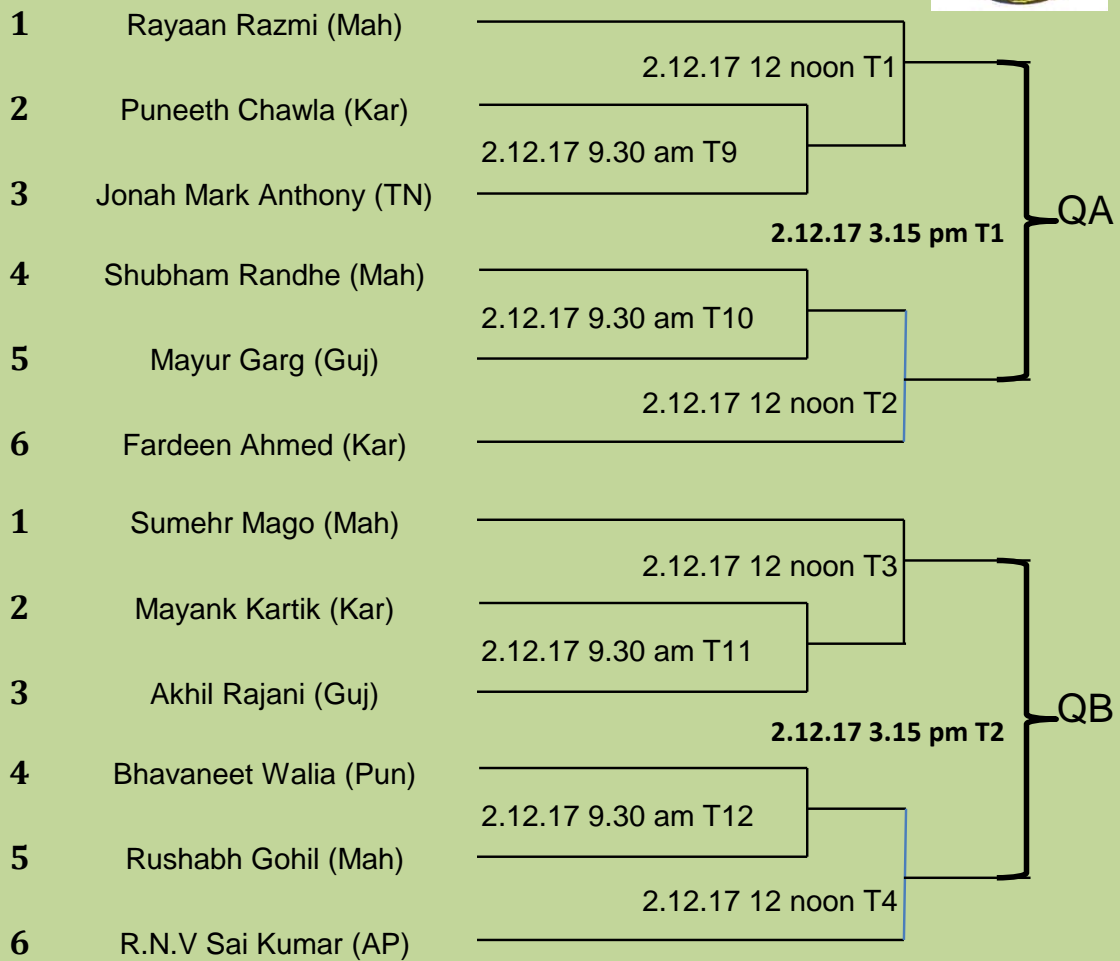 1 Rayaan Razmi (Mah)
2.12.17 12 noon T1
2 Puneeth Chawla (Kar)
2.12.17 9.30 am T9
3 Jonah Mark Anthony (TN)
QA
2.12.17 3.15 pm T1
4 Shubham Randhe (Mah)
2.12.17 9.30 am T10
5 Mayur Garg (Guj)
2.12.17 12 noon T2
6 Fardeen Ahmed (Kar)
1 Sumehr Mago (Mah)
2.12.17 12 noon T3
2 Mayank Kartik (Kar)
2.12.17 9.30 am T11
3 Akhil Rajani (Guj)
QB
2.12.17 3.15 pm T2
4 Bhavaneet Walia (Pun)
2.12.17 9.30 am T12
5 Rushabh Gohil (Mah)
2.12.17 12 noon T4
6 R.N.V Sai Kumar (AP)